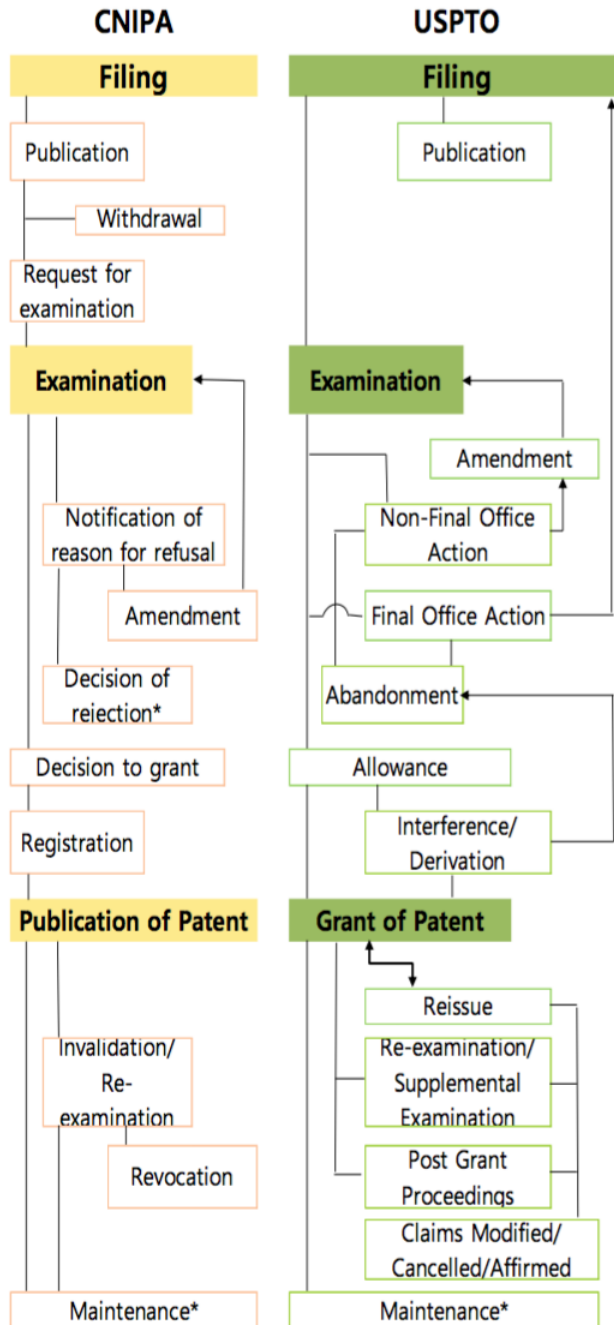 CNIPA
Filing
Publication
Withdrawal
Request for
examination
Examination
Notification of
reason for refusal
Amendment
Decision of
rejection*
Decision to grant
Registration
Publication of Patent
Invalidation/
Re-
examination
Revocation
Maintenance*
USPTO
Filing
Publication
Examination
Amendment
Non-Final Office
Action
Final Office Action
Abandonment
Allowance
Interference/
Derivation
Grant of Patent
Reissue
Re-examination/
Supplemental
Examination
Post Grant
Proceedings
Claims Modified/
Cancelled/Affirmed
Maintenance*